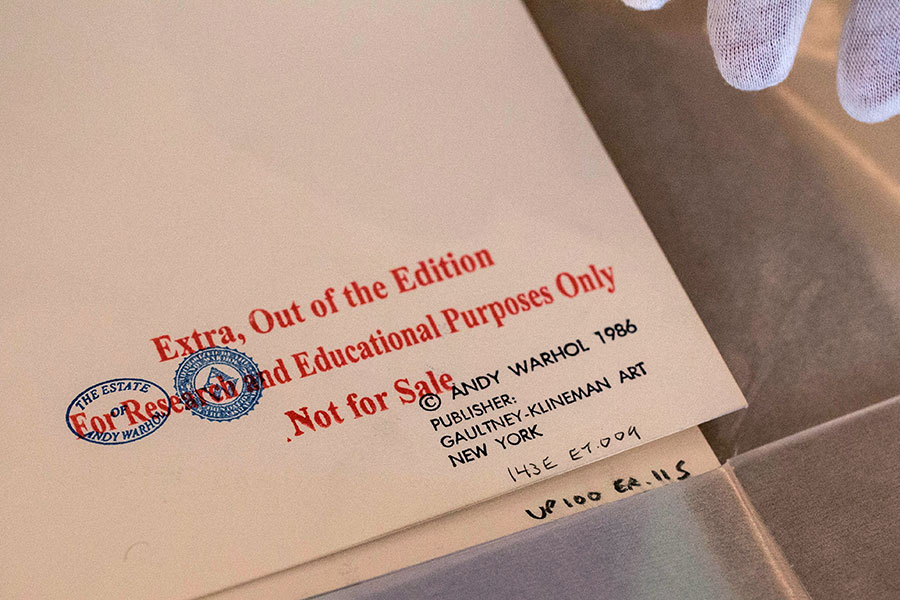 Extra, Out of the Edition
For Research and Educational Purposes Only
Not for Sale
THE ESTATE
OF
ANDY WARHOL
© ANDY WARHOL 1986
PUBLISHER:
GAULTNEY-KLINEMAN ART
NEW YORK
143E ET.009
UP100 EX.115